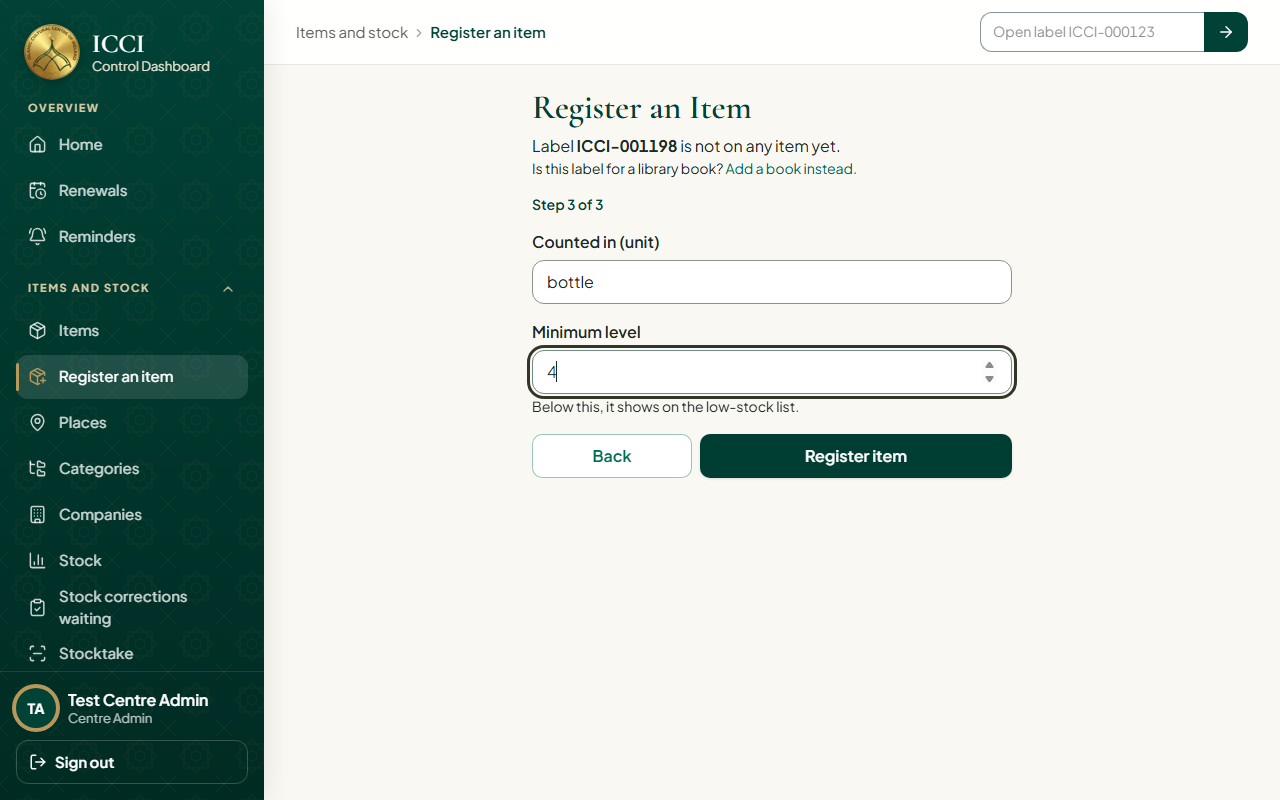 ICCI
Control Dashboard
OVERVIEW
Home
Renewals
Reminders
ITEMS AND STOCK
Items
Register an item
Places
Categories
Companies
Stock
Stock corrections
waiting
Stocktake
TA
Test Centre Admin
Centre Admin
Sign out
Items and stock > Register an item
Open label ICCI-000123
Register an Item
Label ICCI-001198 is not on any item yet.
Is this label for a library book? Add a book instead.
Step 3 of 3
Counted in (unit)
bottle
Minimum level
4
Below this, it shows on the low-stock list.
Back
Register item